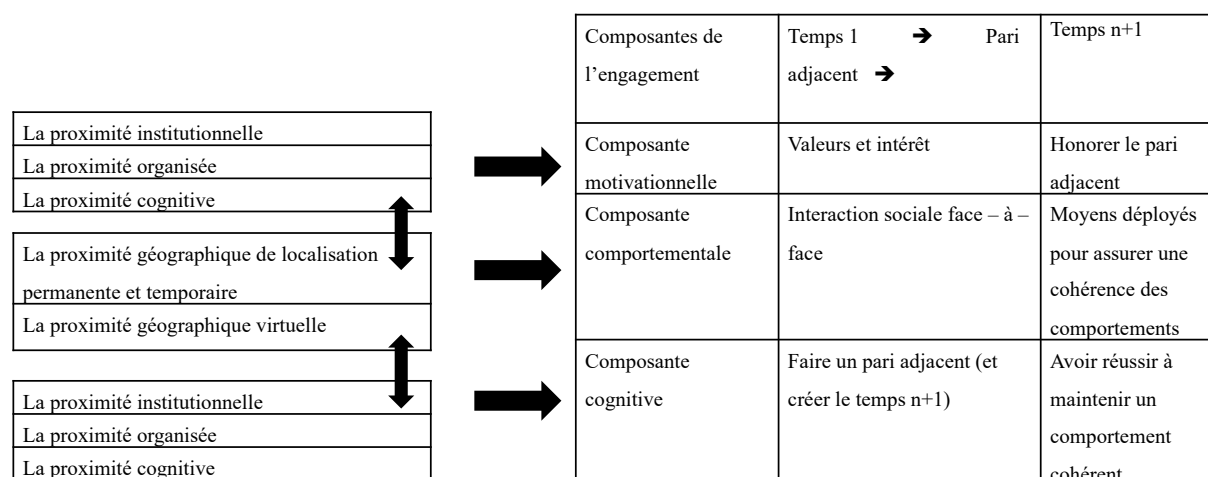 La proximité institutionnelle
La proximité organisée
La proximité cognitive
La proximité géographique de localisation
permanente et temporaire
La proximité géographique virtuelle
La proximité institutionnelle
La proximité organisée
La proximité cognitive
Composantes de
l’engagement
Temps 1 ➔ Pari
adjacent ➔
Temps n+1
Composante
motivationnelle
Valeurs et intérêt
Honorer le pari
adjacent
Composante
comportementale
Interaction sociale face – à –
face
Moyens déployés
pour assurer une
cohérence des
comportements
Composante
cognitive
Faire un pari adjacent (et
créer le temps n+1)
Avoir réussi à
maintenir un
comportement
cohérent